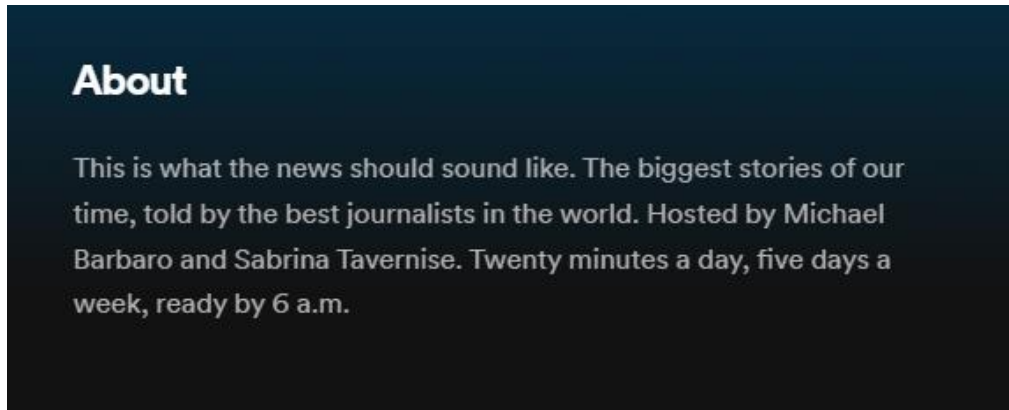 About
This is what the news should sound like. The biggest stories of our
time, told by the best journalists in the world. Hosted by Michael
Barbaro and Sabrina Tavernise. Twenty minutes a day, five days a
week, ready by 6 a.m.